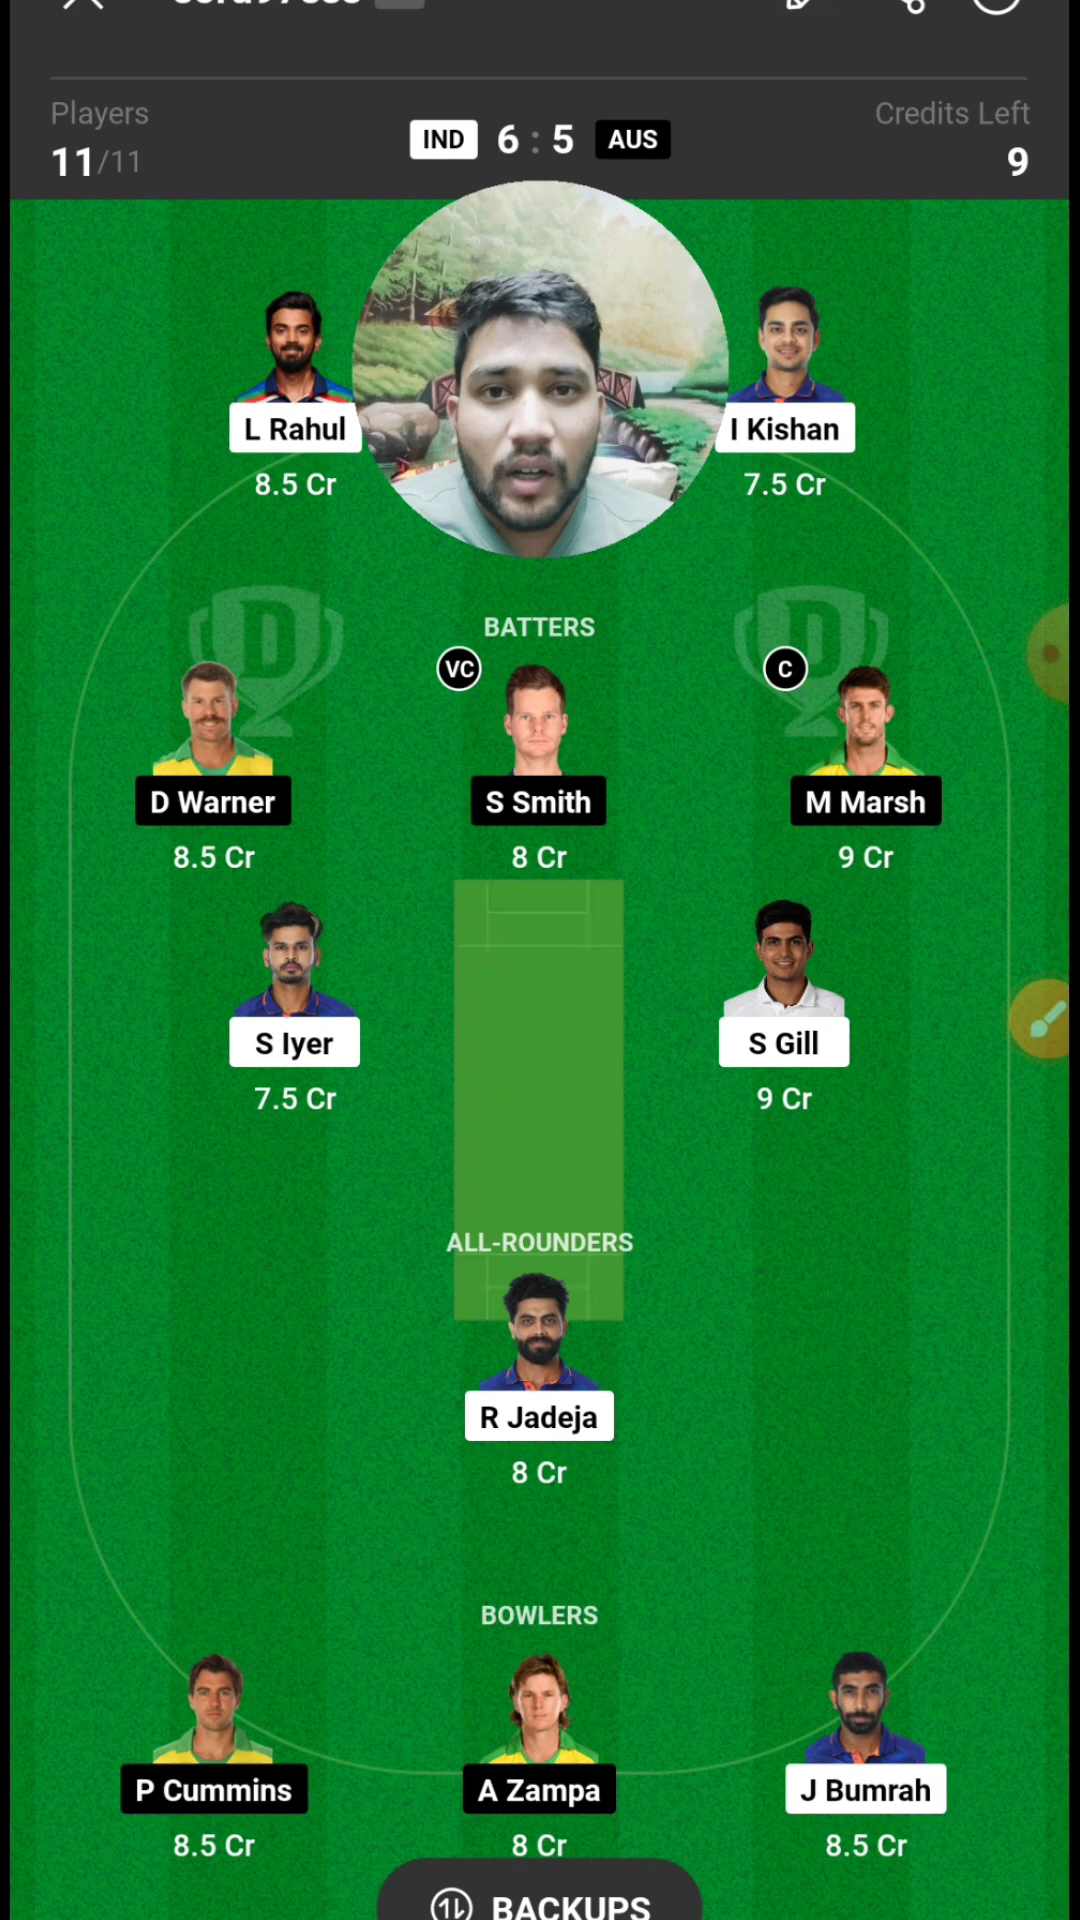 Players
Credits Left
11/11
IND 6 : 5 AUS
9
L Rahul
I Kishan
8.5 Cr
7.5 Cr
BATTERS
VC
C
D Warner
S Smith
M Marsh
8.5 Cr
8 Cr
9 Cr
S Iyer
S Gill
7.5 Cr
9 Cr
ALL-ROUNDERS
R Jadeja
8 Cr
BOWLERS
P Cummins
A Zampa
J Bumrah
8.5 Cr
8 Cr
8.5 Cr
BACKUPS